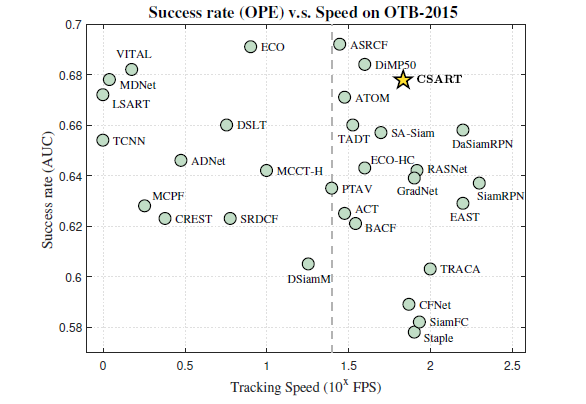 Success rate (OPE) v.s. Speed on OTB-2015
0.7
ECO
ASRCF
VITAL
DiMP50
0.68
MDNet
CSART
LSART
ATOM
0.66
DSLT
TADT
SA-Siam
DaSiamRPN
TCNN
ADNet
ECO-HC
0.64
MCCT-H
RASNet
GradNet
PTAV
SiamRPN
MCPF
ACT
EAST
CREST
SRDCF
BACF
0.62
DSiamM
TRACA
0.6
CFNet
SiamFC
0.58
Staple
Success rate (AUC)
0 0.5 1 1.5 2 2.5
Tracking Speed (10^x FPS)